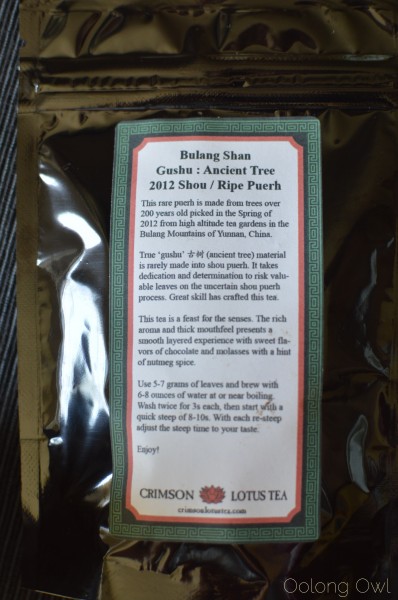 Bulang Shan
Gushu : Ancient Tree
2012 Shou / Ripe Puerh
This rare puerh is made from trees over
200 years old picked in the Spring of
2012 from high altitude tea gardens in the
Bulang Mountains of Yunnan, China.
True 'gushu' 古树 (ancient tree) material
is rarely made into shou puerh. It takes
dedication and determination to risk valu-
able leaves on the uncertain shou puerh
process. Great skill has crafted this tea.
This tea is a feast for the senses. The rich
aroma and thick mouthfeel presents a
smooth layered experience with sweet fla-
vors of chocolate and molasses with a hint
of nutmeg spice.
Use 5-7 grams of leaves and brew with
6-8 ounces of water at or near boiling.
Wash twice for 3s each, then start with a
quick steep of 8-10s. With each re-steep
adjust the steep time to your taste.
Enjoy!
CRIMSON LOTUS TEA
crimsonlotustea.com
Oolong Owl